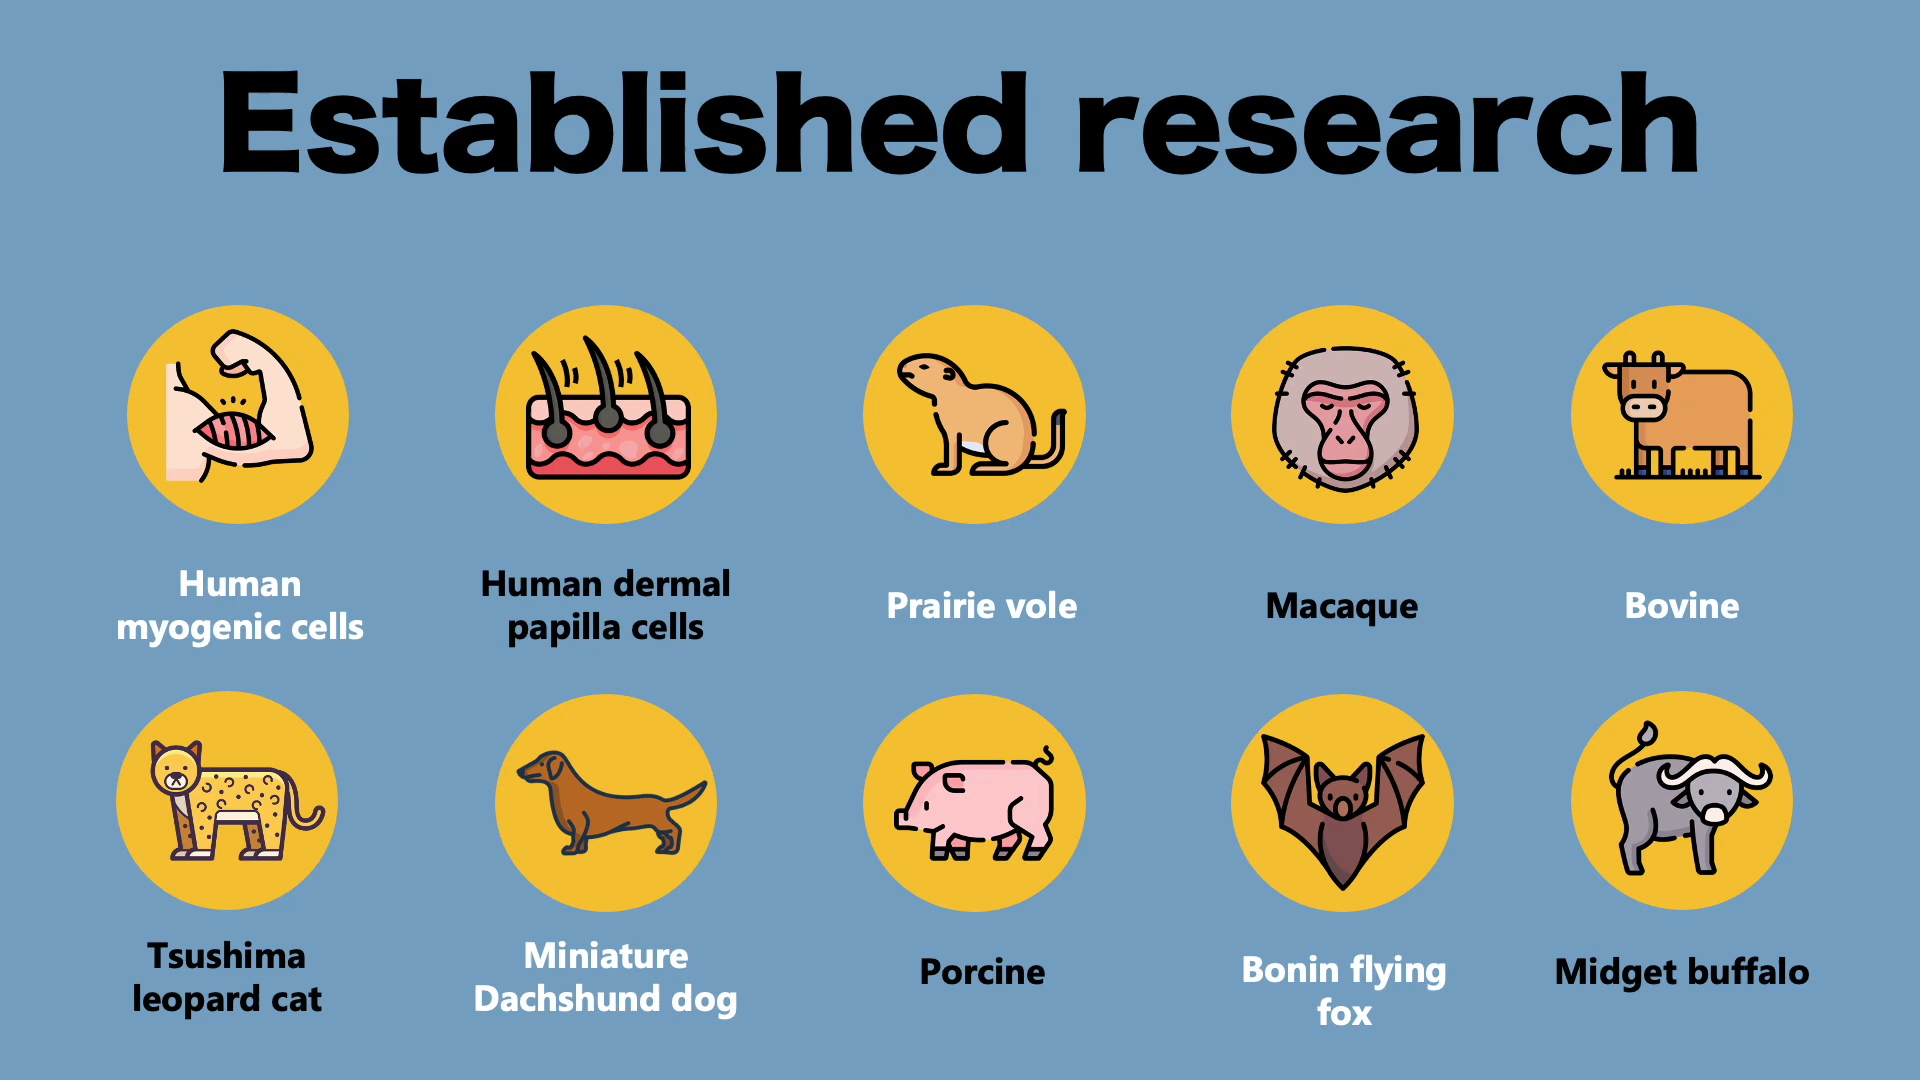 Established research
Human
myogenic cells
Human dermal
papilla cells
Prairie vole
Macaque
Bovine
Tsushima
leopard cat
Miniature
Dachshund dog
Porcine
Bonin flying
fox
Midget buffalo